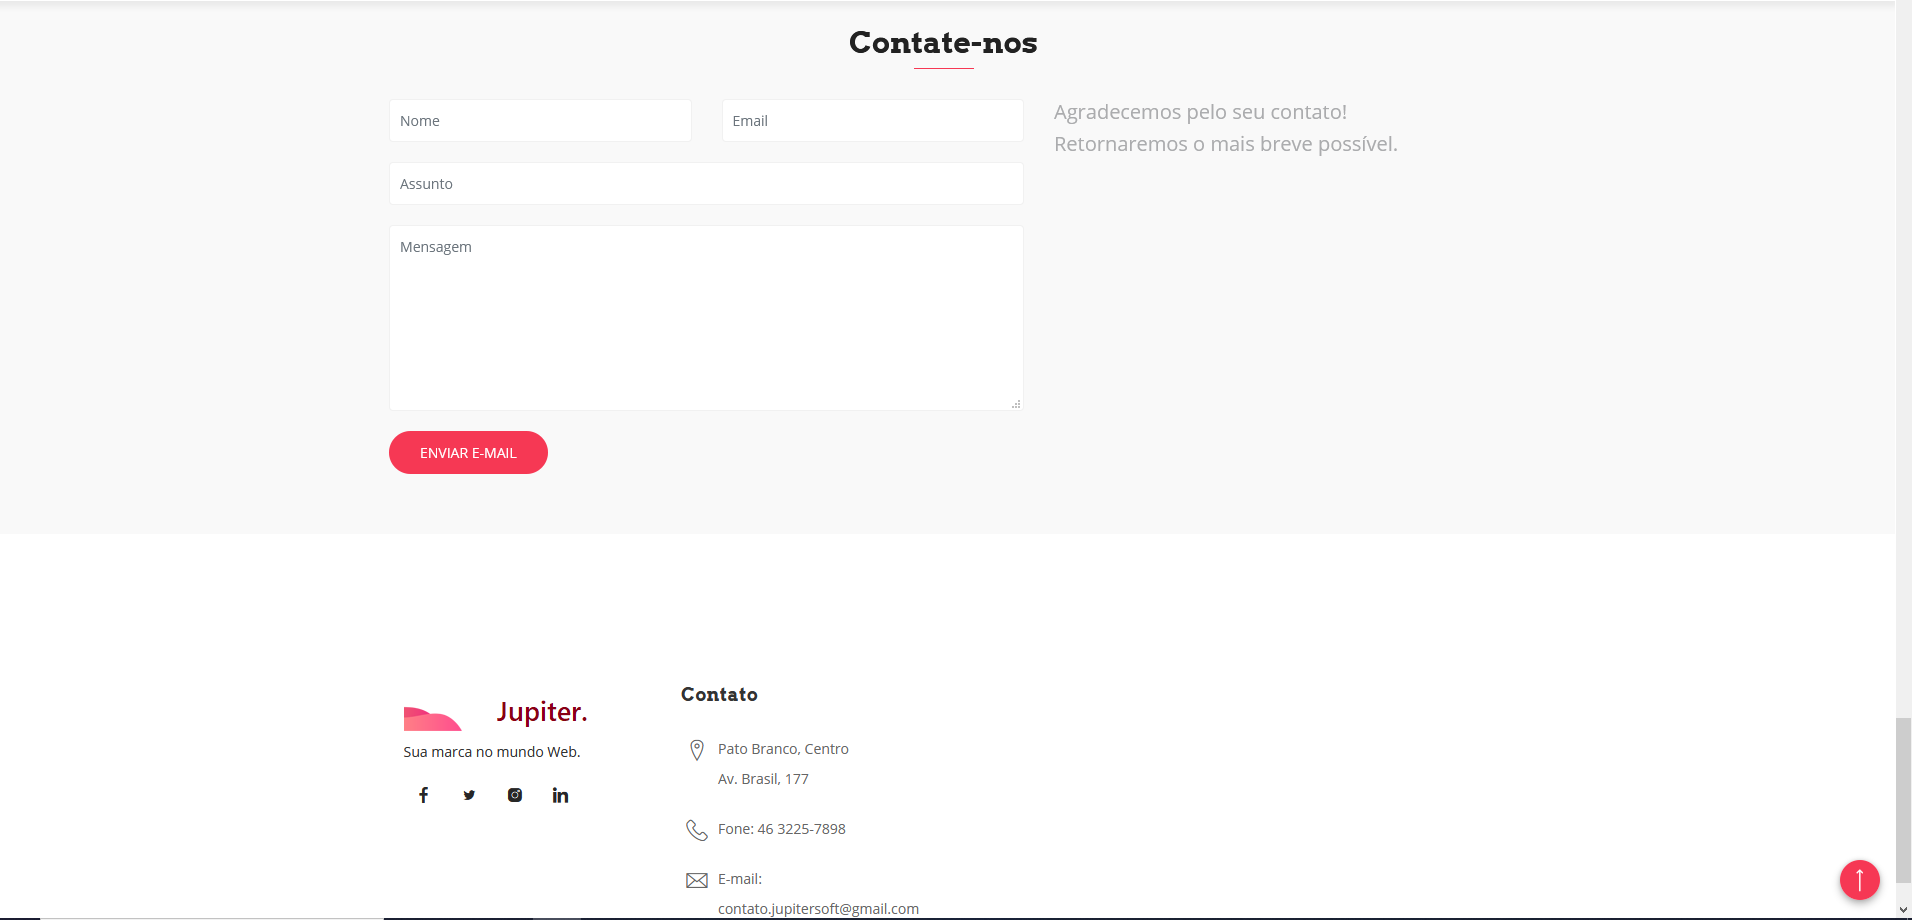 Contate-nos
Nome
Email
Agradecemos pelo seu contato!
Retornaremos o mais breve possível.
Assunto
Mensagem
ENVIAR E-MAIL
Jupiter.
Sua marca no mundo Web.
Contato
Pato Branco, Centro
Av. Brasil, 177
Fone: 46 3225-7898
E-mail:
contato.jupitersoft@gmail.com